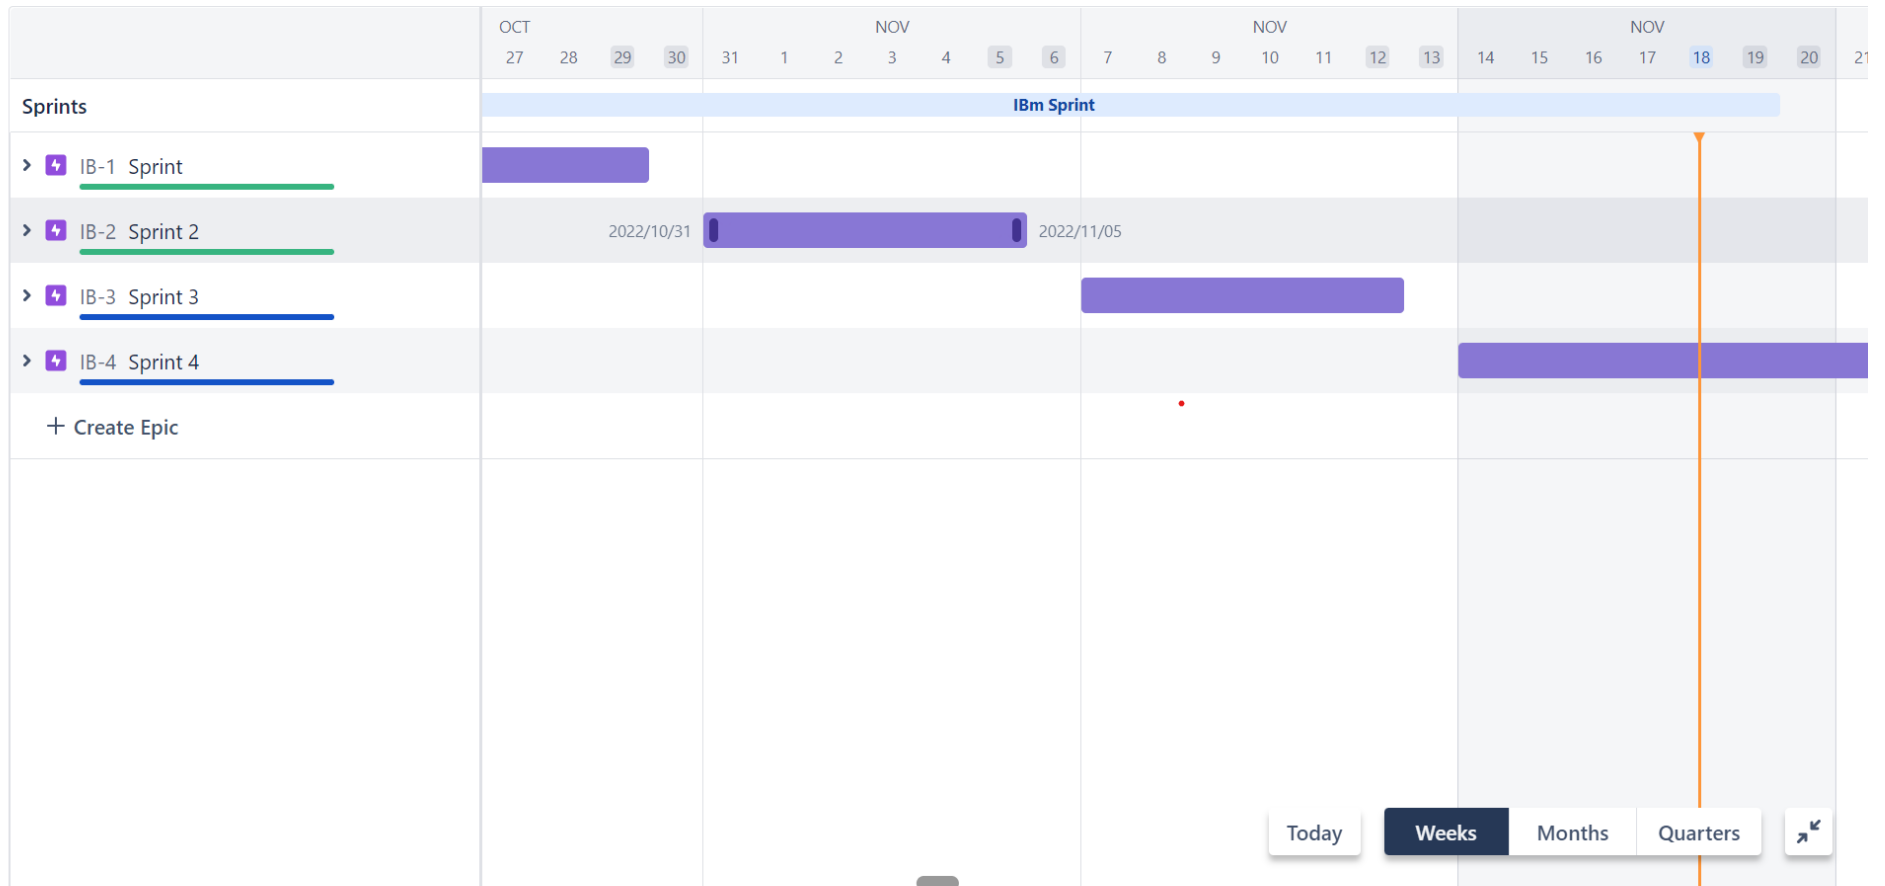 OCT NOV NOV NOV
27 28 29 30 31 1 2 3 4 5 6 7 8 9 10 11 12 13 14 15 16 17 18 19 20 21
Sprints IBm Sprint
IB-1 Sprint
IB-2 Sprint 2 2022/10/31 2022/11/05
IB-3 Sprint 3
IB-4 Sprint 4
+ Create Epic
Today Weeks Months Quarters